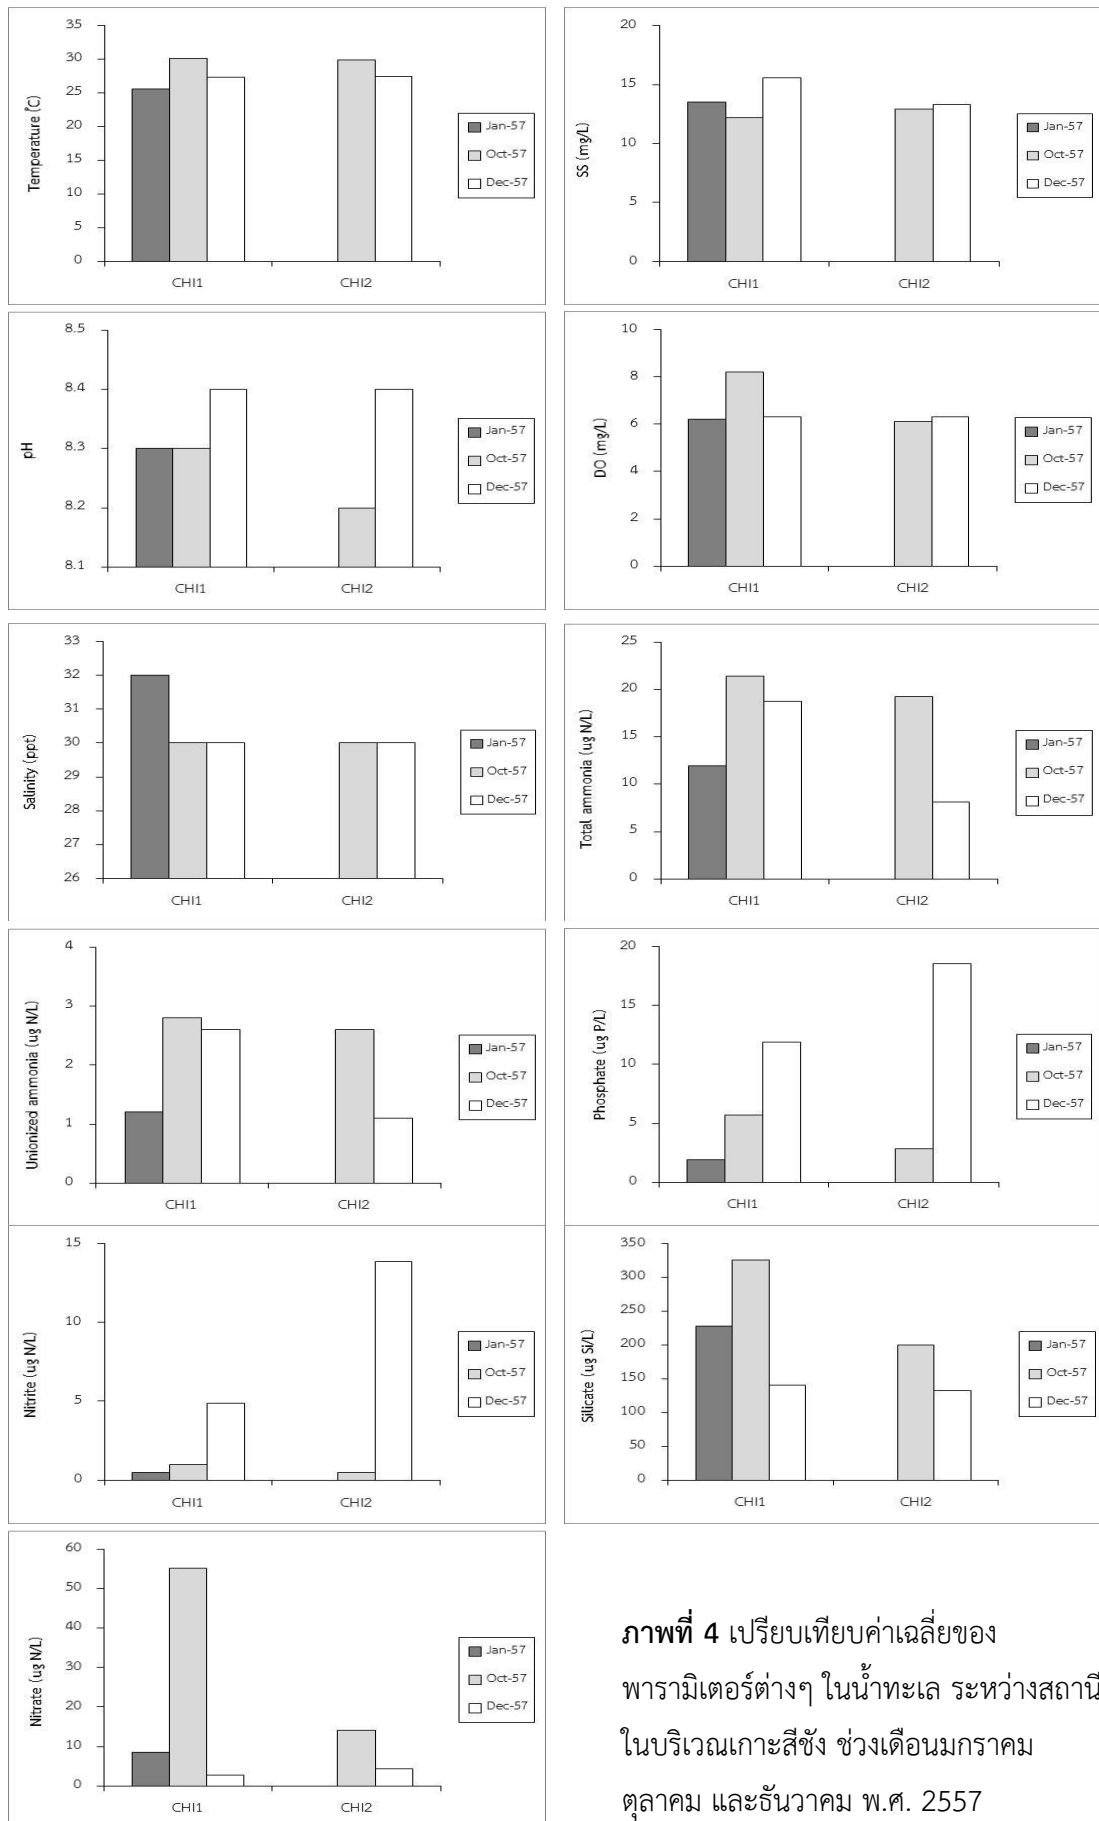 35
30
25
20
15
10
5
0
Temperature (°C)
CHI1 CHI2
Jan-57
Oct-57
Dec-57
20
15
10
5
0
SS (mg/L)
CHI1 CHI2
Jan-57
Oct-57
Dec-57
8.5
8.4
8.3
8.2
8.1
pH
CHI1 CHI2
Jan-57
Oct-57
Dec-57
10
8
6
4
2
0
DO (mg/L)
CHI1 CHI2
Jan-57
Oct-57
Dec-57
33
32
31
30
29
28
27
26
Salinity (ppt)
CHI1 CHI2
Jan-57
Oct-57
Dec-57
25
20
15
10
5
0
Total ammonia (ug N/L)
CHI1 CHI2
Jan-57
Oct-57
Dec-57
4
3
2
1
0
Unionized ammonia (ug N/L)
CHI1 CHI2
Jan-57
Oct-57
Dec-57
20
15
10
5
0
Phosphate (ug P/L)
CHI1 CHI2
Jan-57
Oct-57
Dec-57
15
10
5
0
Nitrite (ug N/L)
CHI1 CHI2
Jan-57
Oct-57
Dec-57
350
300
250
200
150
100
50
0
Silicate (ug Si/L)
CHI1 CHI2
Jan-57
Oct-57
Dec-57
60
50
40
30
20
10
0
Nitrate (ug N/L)
CHI1 CHI2
Jan-57
Oct-57
Dec-57
ภาพที่ 4 เปรียบเทียบค่าเฉลี่ยของ
พารามิเตอร์ต่างๆ ในน้ำทะเล ระหว่างสถานี
ในบริเวณเกาะสีชัง ช่วงเดือนมกราคม
ตุลาคม และธันวาคม พ.ศ. 2557